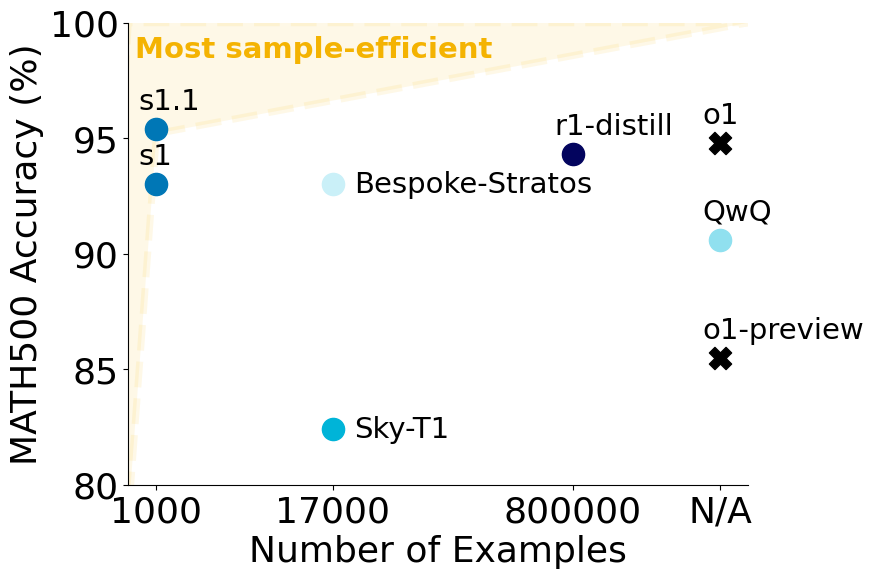 100
Most sample-efficient
s1.1
o1
r1-distill
95
s1
Bespoke-Stratos
QwQ
90
o1-preview
85
Sky-T1
80
1000
17000
800000
N/A
Number of Examples
MATH500 Accuracy (%)